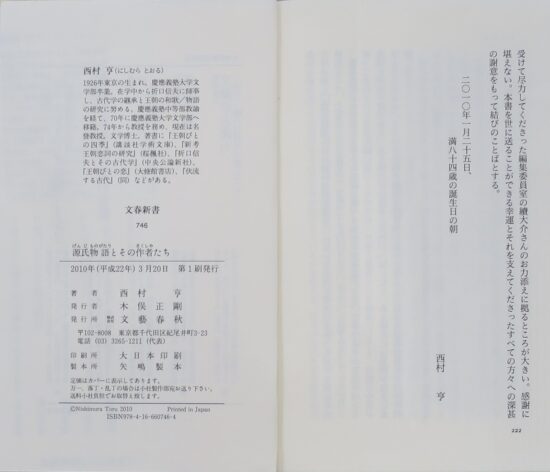 受けて尽力してくださった編集委員室の續大介さんのお力添えに拠るところが大きい。感謝に
堪えない。本書を世に送ることができる幸運とそれを支えてくださったすべての方々への深甚
の謝意をもって結びのことばとする。
二〇一〇年一月二十五日、
満八十四歳の誕生日の朝
西村 亨
222
西村 亨(にしむら とおる)
1926年東京の生まれ。慶應義塾大学文
学部卒業。在学中から折口信夫に師事
し、古代学の継承と王朝の和歌/物語
の研究に努める。慶應中等部教諭
を経て、70年に慶應義塾大学文学部へ
移籍。74年から教授を務め、現在は名
誉教授。文学博士。著書に『王朝びと
の四季』(講談社学術文庫)、『新考
王朝恋詞の研究』(桜楓社)、『折口信
夫とその古代学』(中央公論新社)、
『王朝びとの恋』(大修館書店)、『伏流
する古代』(同)などがある。
文春新書
746
げんじものがたり さくしゃ
源氏物語とその作者たち
2010年(平成22年)3月20日 第1刷発行
著者 西村 亨
発行者 木俣正剛
発行所 株式会社 文藝春秋
〒102-8008 東京都千代田区紀尾井町3-23
電話(03)3265-1211(代表)
印刷所 大日本印刷
製本所 矢嶋製本
定価はカバーに表示してあります。
万一、落丁・乱丁の場合は小社製作部宛お送り下さい。
送料小社負担でお取替え致します。
©Nishimura Toru 2010 Printed in Japan
ISBN978-4-16-660746-4